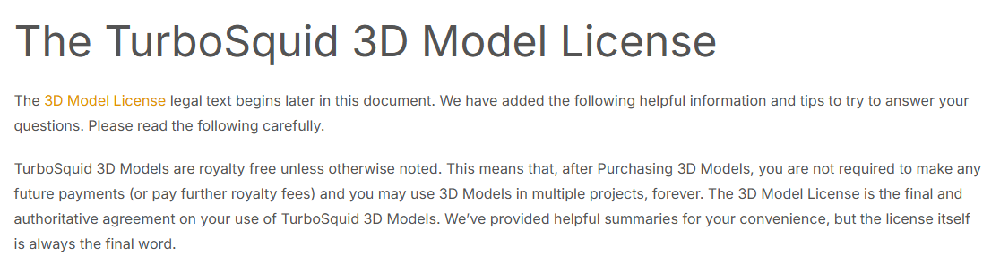 The TurboSquid 3D Model License
The 3D Model License legal text begins later in this document. We have added the following helpful information and tips to try to answer your
questions. Please read the following carefully.
TurboSquid 3D Models are royalty free unless otherwise noted. This means that, after Purchasing 3D Models, you are not required to make any
future payments (or pay further royalty fees) and you may use 3D Models in multiple projects, forever. The 3D Model License is the final and
authoritative agreement on your use of TurboSquid 3D Models. We’ve provided helpful summaries for your convenience, but the license itself
is always the final word.